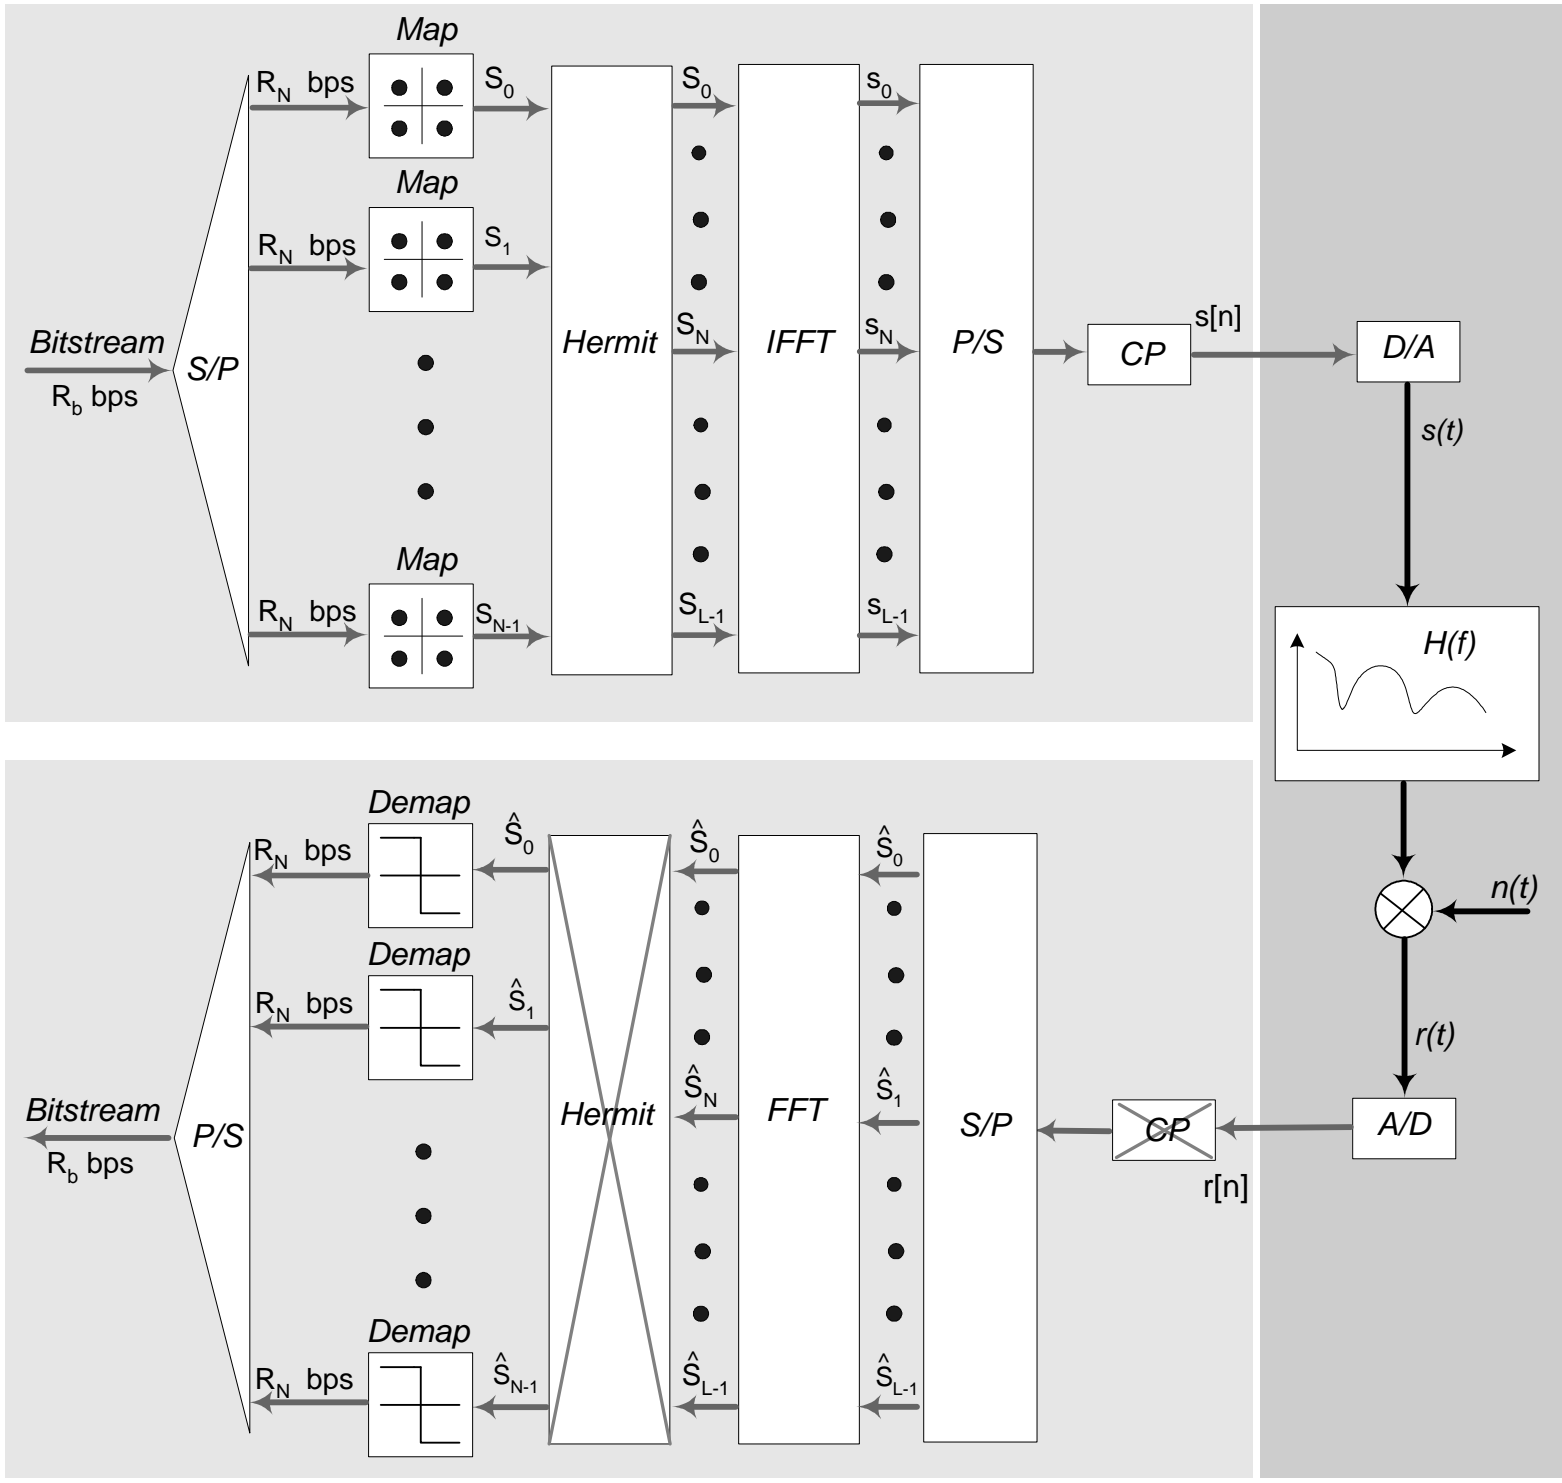 Map
R_N bps
S_0
S_0
s_0
Map
R_N bps
S_1
Bitstream
R_b bps
S/P
Hermit
S_N
IFFT
s_N
P/S
CP
s[n]
D/A
s(t)
Map
R_N bps
S_N-1
S_L-1
s_L-1
H(f)
n(t)
r(t)
A/D
r[n]
CP
S/P
Ŝ_0
Ŝ_1
Ŝ_L-1
FFT
Ŝ_0
Ŝ_N
Ŝ_L-1
Hermit
Demap
Ŝ_0
R_N bps
Demap
Ŝ_1
R_N bps
Demap
Ŝ_N-1
R_N bps
P/S
Bitstream
R_b bps